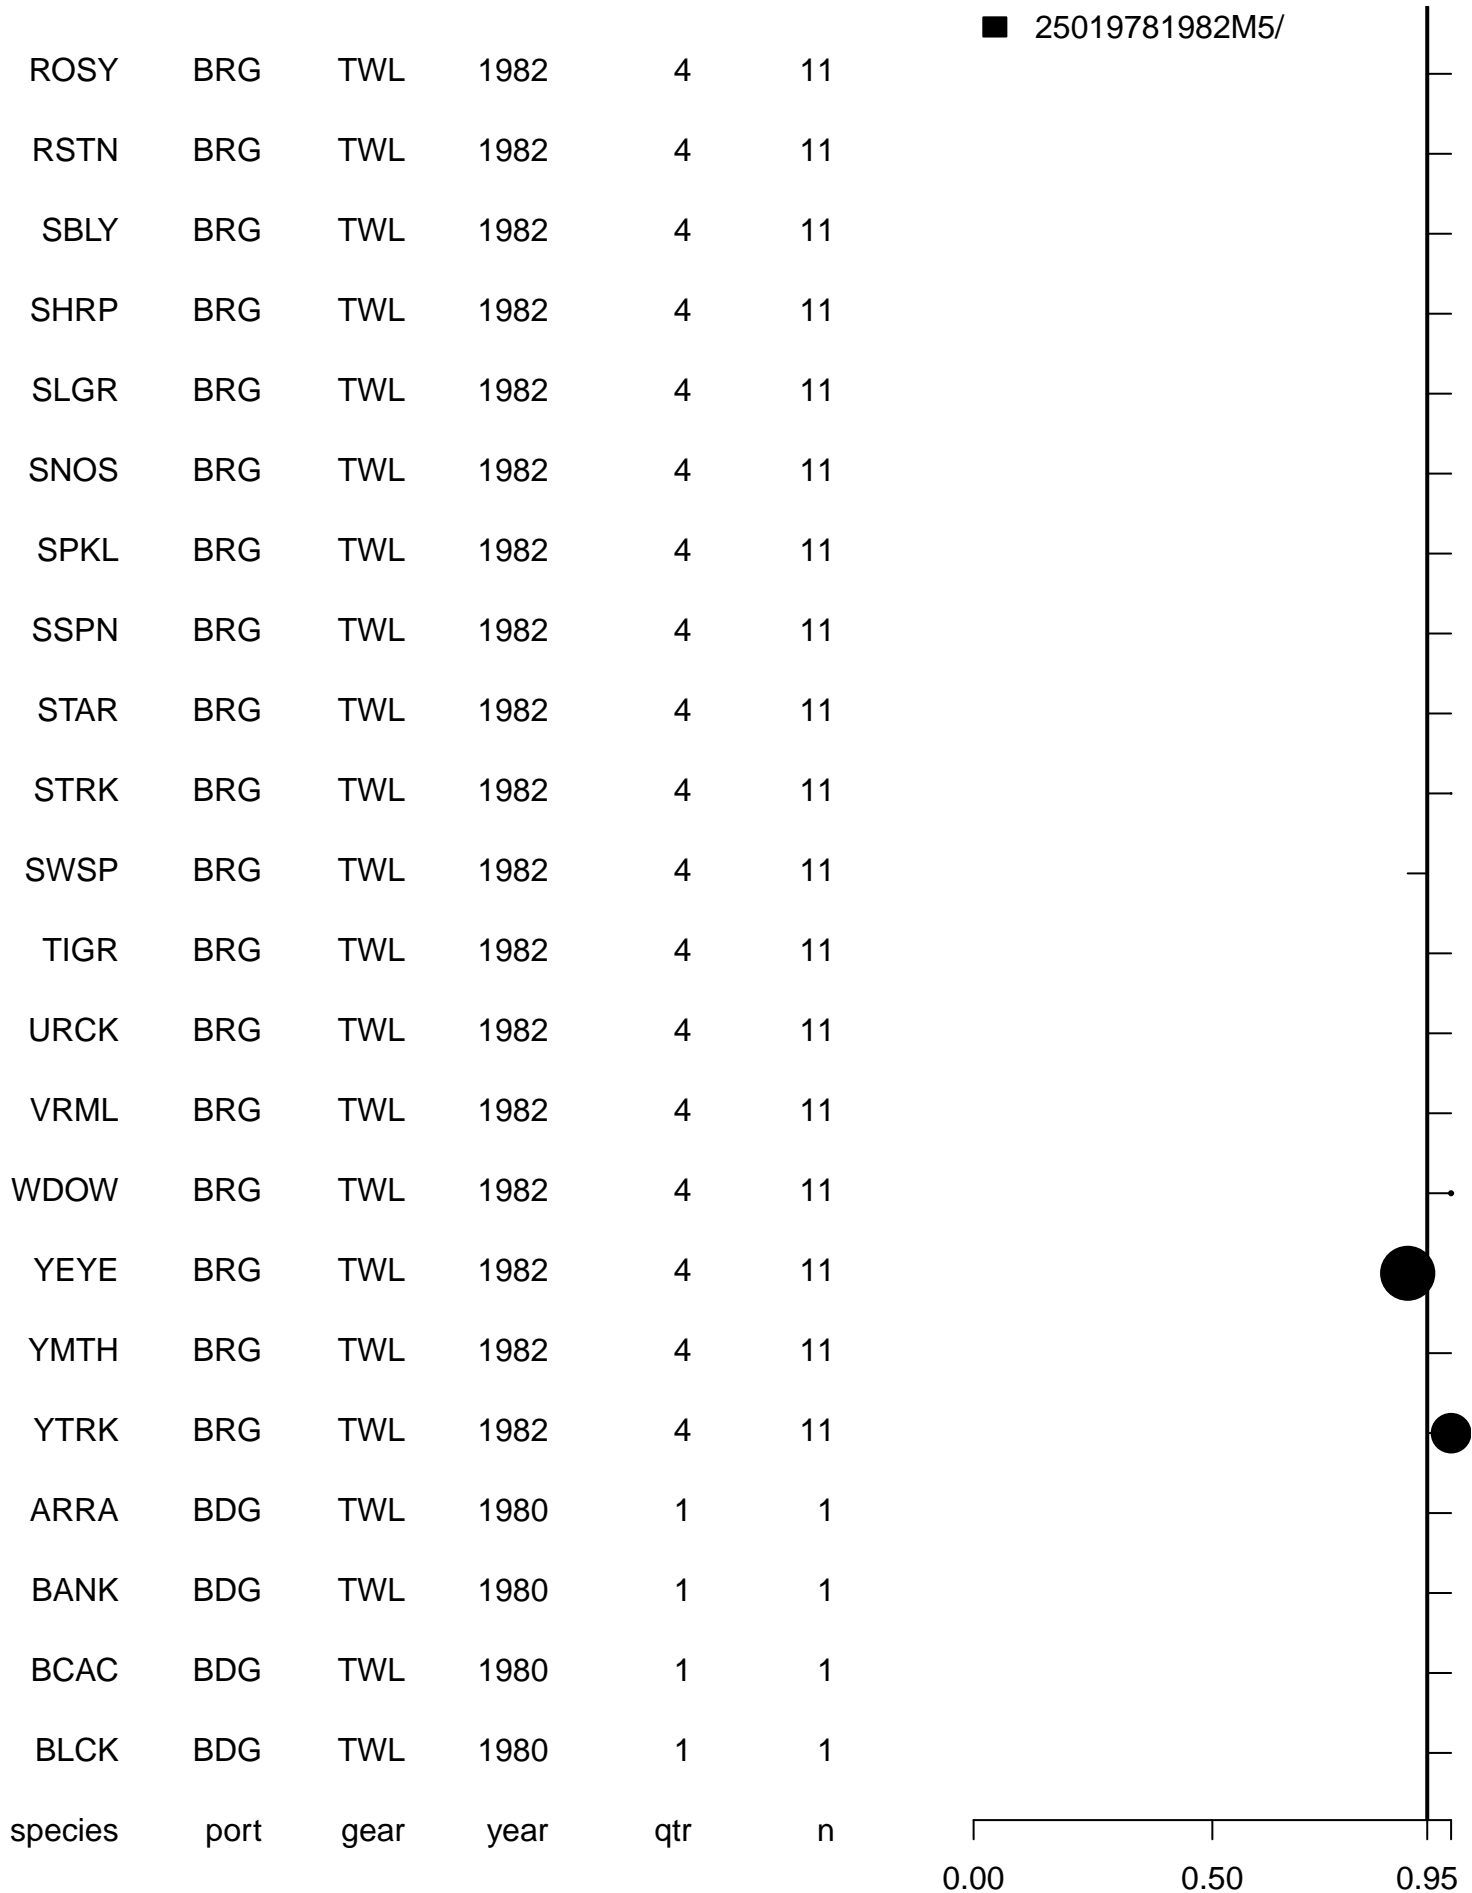 25019781982M5/
ROSY BRG TWL 1982 4 11
RSTN BRG TWL 1982 4 11
SBLY BRG TWL 1982 4 11
SHRP BRG TWL 1982 4 11
SLGR BRG TWL 1982 4 11
SNOS BRG TWL 1982 4 11
SPKL BRG TWL 1982 4 11
SSPN BRG TWL 1982 4 11
STAR BRG TWL 1982 4 11
STRK BRG TWL 1982 4 11
SWSP BRG TWL 1982 4 11
TIGR BRG TWL 1982 4 11
URCK BRG TWL 1982 4 11
VRML BRG TWL 1982 4 11
WDOW BRG TWL 1982 4 11
YEYE BRG TWL 1982 4 11
YMTH BRG TWL 1982 4 11
YTRK BRG TWL 1982 4 11
ARRA BDG TWL 1980 1 1
BANK BDG TWL 1980 1 1
BCAC BDG TWL 1980 1 1
BLCK BDG TWL 1980 1 1
species port gear year qtr n
0.00 0.50 0.95